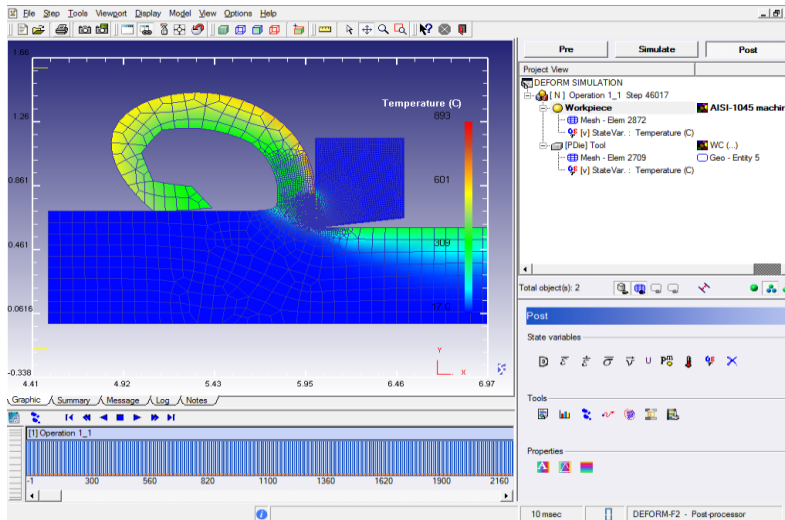 File Step Tools Viewport Display Model View Options Help
Pre Simulate Post
Project View
DEFORM SIMULATION
[ N ] Operation 1_1 Step 46017
Workpiece AISI-1045 machin
Mesh - Elem 2872
[v] StateVar. : Temperature (C)
[PDie] Tool WC (...)
Mesh - Elem 2709 Geo - Entity 5
[v] StateVar. : Temperature (C)
Total object(s): 2
1.66
1.26
0.861
0.461
0.0616
-0.338
4.41 4.92 5.43 5.95 6.46 6.97
Temperature (C)
893
601
309
17.0
Y
X
Graphic Summary Message Log Notes
[1] Operation 1_1
-1 300 560 820 1100 1360 1620 1900 2160
Post
State variables
Tools
Properties
10 msec DEFORM-F2 - Post-processor